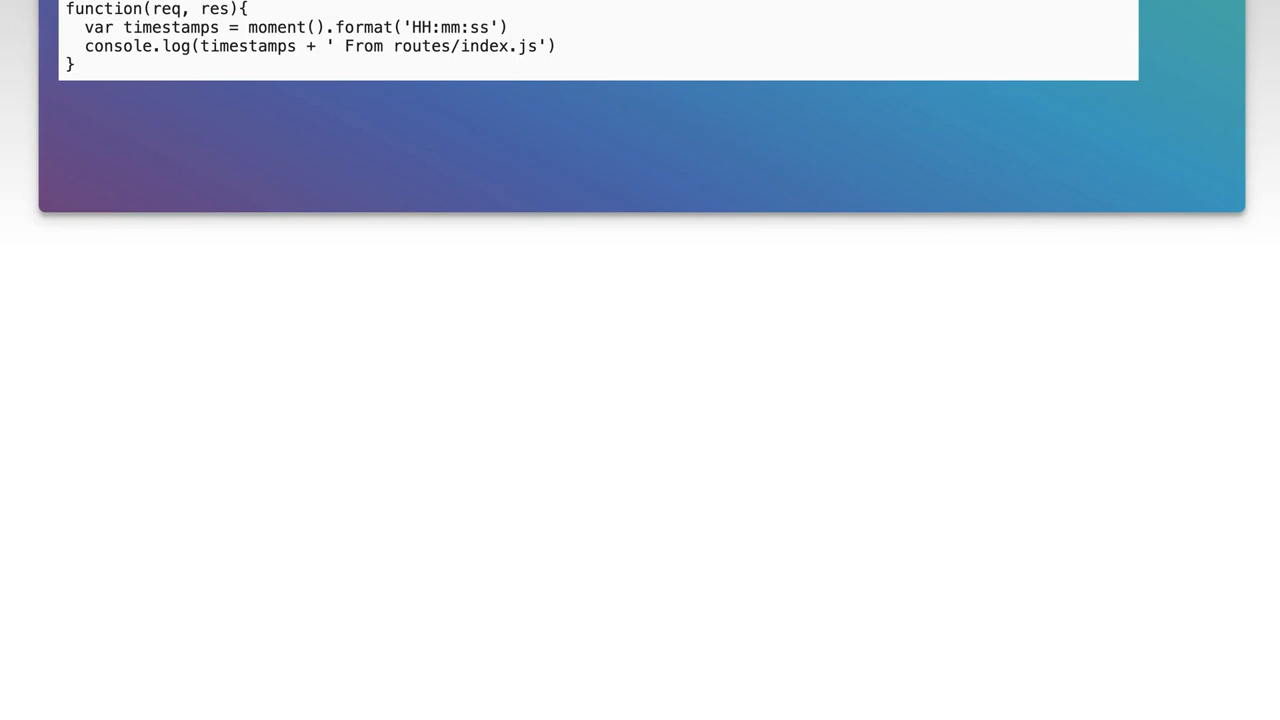 function(req, res){
  var timestamps = moment().format('HH:mm:ss')
  console.log(timestamps + ' From routes/index.js')
}